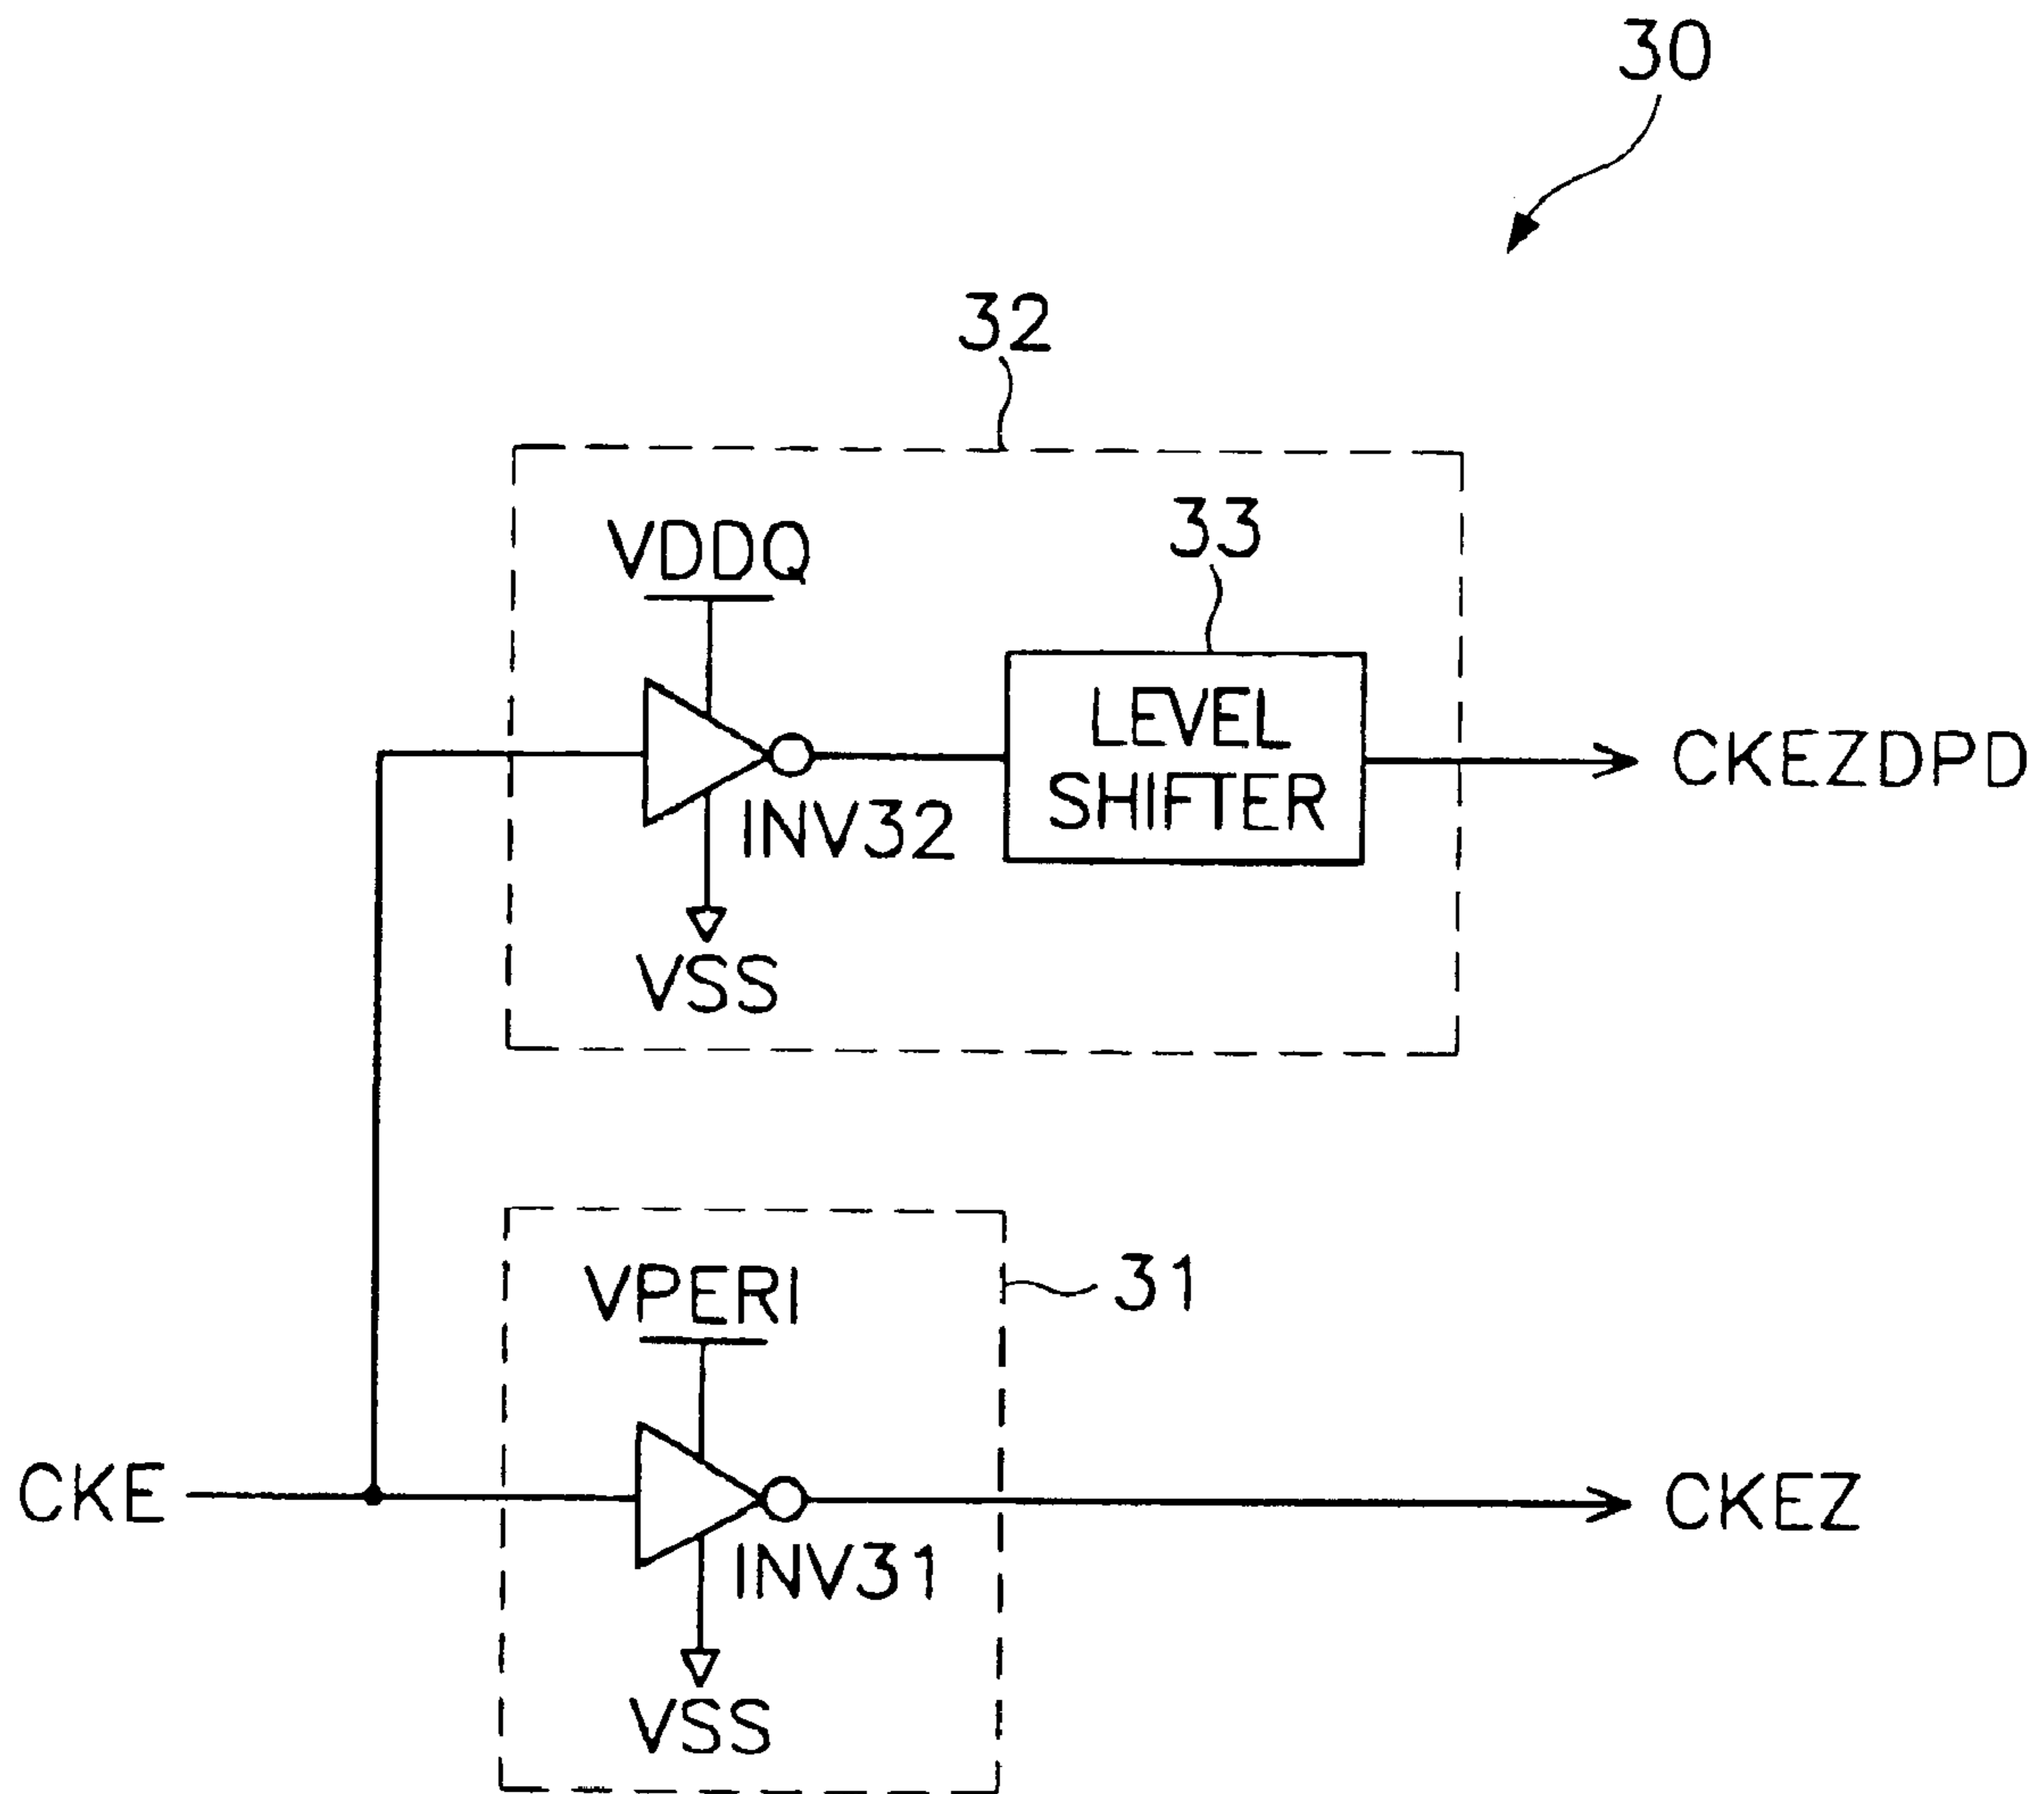 30
32
VDDQ
33
LEVEL
SHIFTER
CKEZDPD
INV32
VSS
VPERI
31
CKE
CKEZ
INV31
VSS